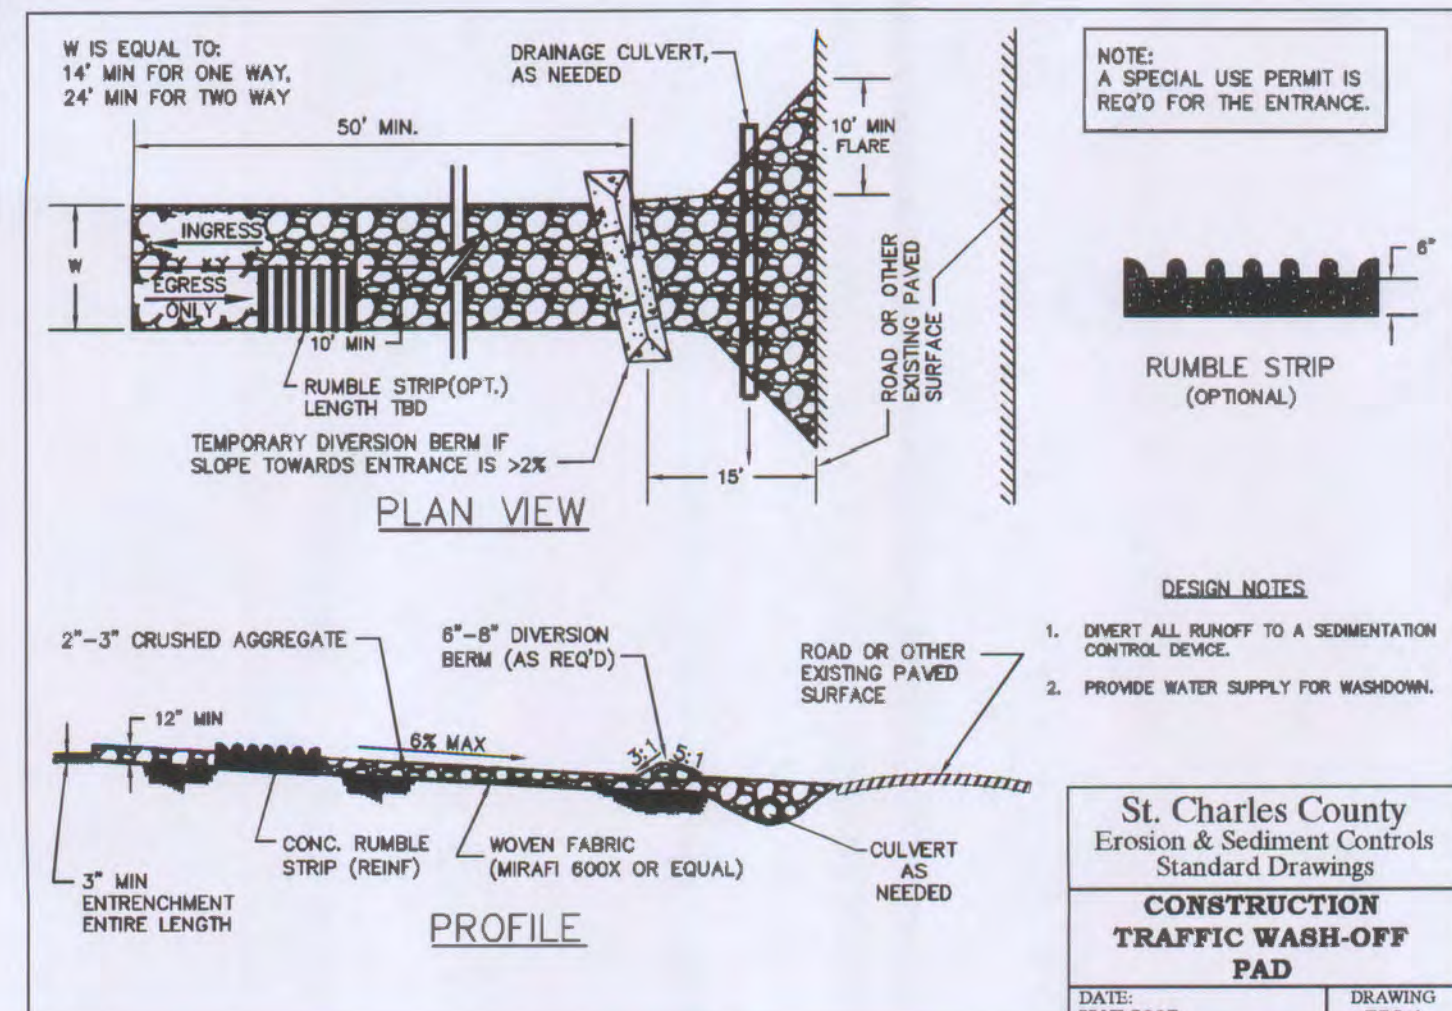 W IS EQUAL TO:
14' MIN FOR ONE WAY,
24' MIN FOR TWO WAY
DRAINAGE CULVERT,
AS NEEDED
NOTE:
A SPECIAL USE PERMIT IS
REQ'D FOR THE ENTRANCE.
50' MIN.
10' MIN
FLARE
INGRESS
W
EGRESS
ONLY
10' MIN
RUMBLE STRIP(OPT.)
LENGTH TBD
TEMPORARY DIVERSION BERM IF
SLOPE TOWARDS ENTRANCE IS >2%
15'
ROAD OR OTHER
EXISTING PAVED
SURFACE
PLAN VIEW
6"
RUMBLE STRIP
(OPTIONAL)
DESIGN NOTES
1. DIVERT ALL RUNOFF TO A SEDIMENTATION
CONTROL DEVICE.
2. PROVIDE WATER SUPPLY FOR WASHDOWN.
2"-3" CRUSHED AGGREGATE
6"-8" DIVERSION
BERM (AS REQ'D)
ROAD OR OTHER
EXISTING PAVED
SURFACE
12" MIN
6% MAX
3:1
5:1
CONC. RUMBLE
STRIP (REINF)
WOVEN FABRIC
(MIRAFI 600X OR EQUAL)
CULVERT
AS
NEEDED
3" MIN
ENTRENCHMENT
ENTIRE LENGTH
PROFILE
St. Charles County
Erosion & Sediment Controls
Standard Drawings
CONSTRUCTION
TRAFFIC WASH-OFF
PAD
DATE:
DRAWING